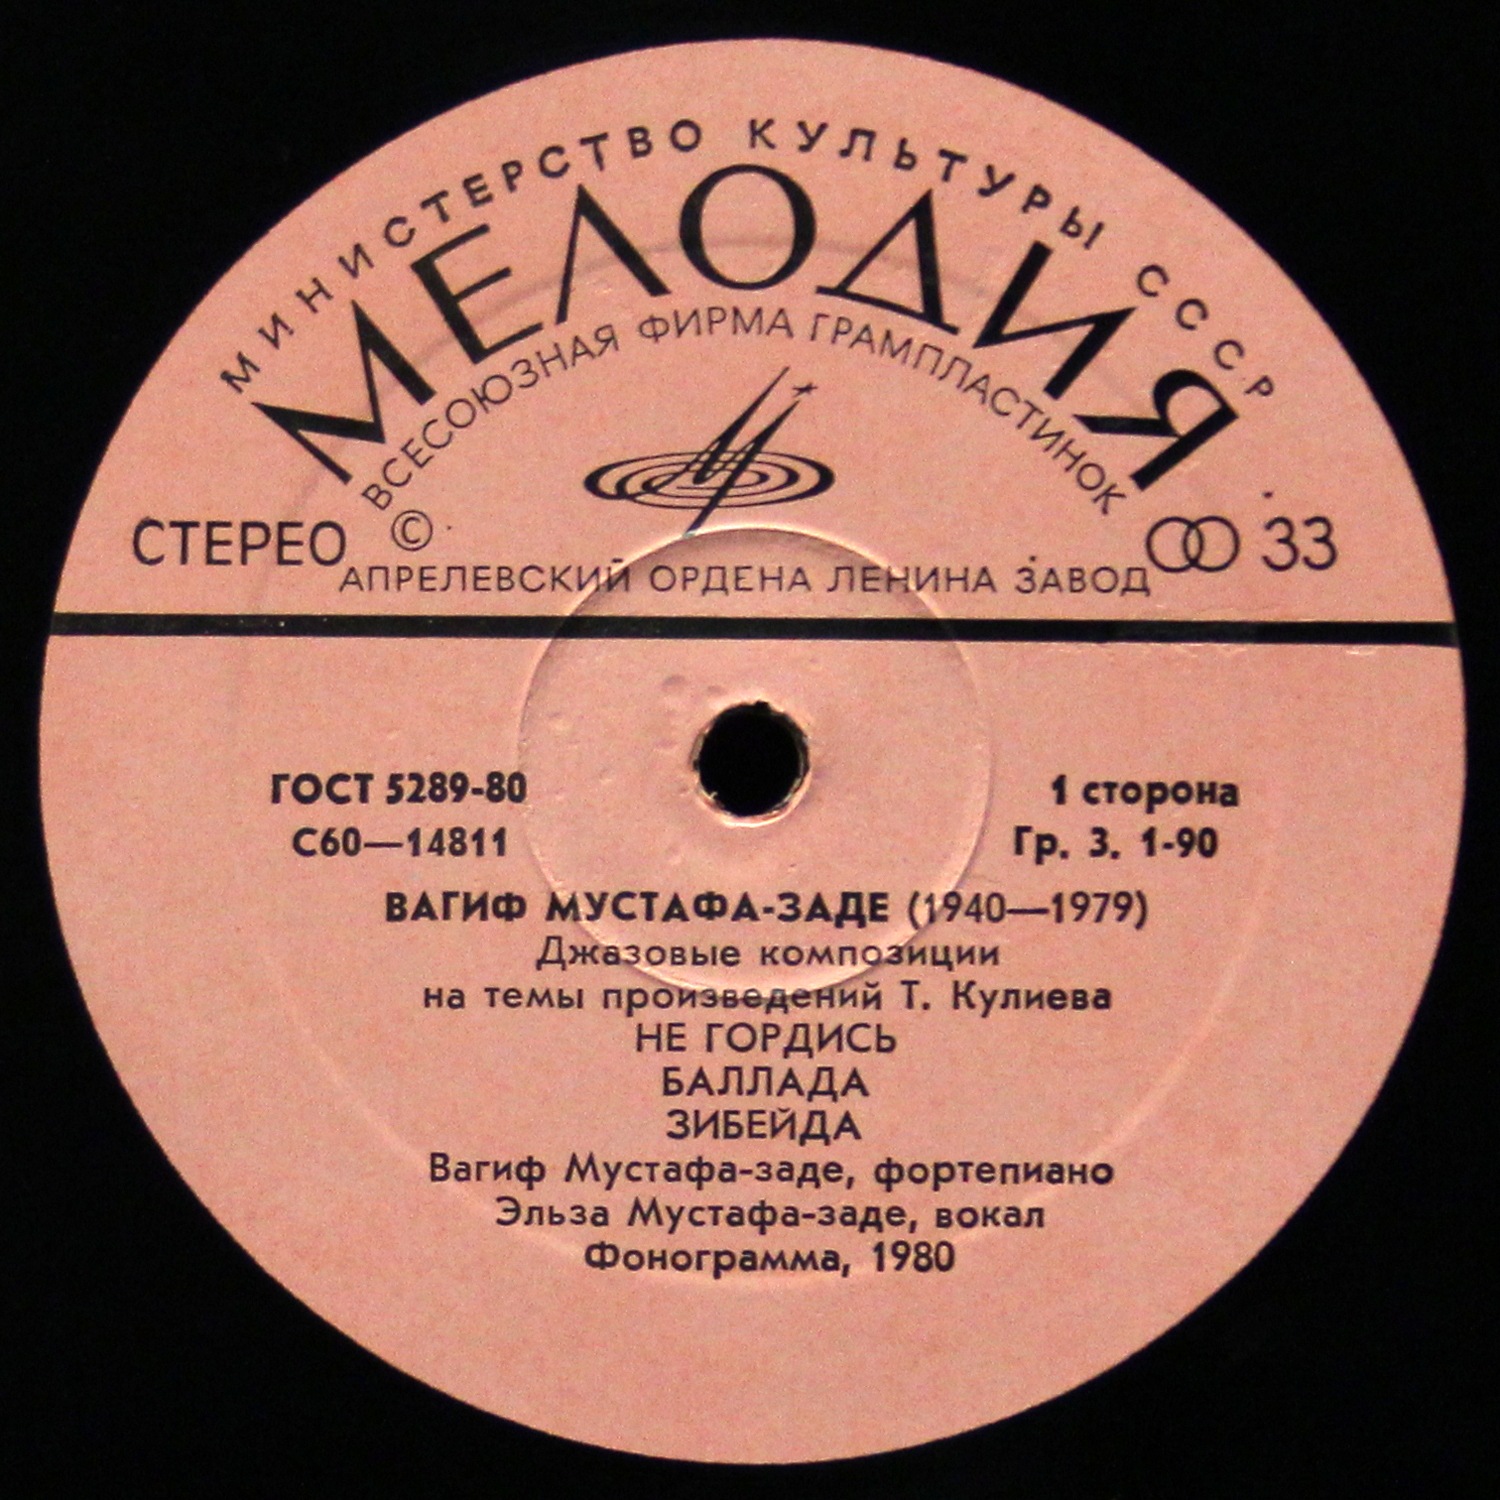 МИНИСТЕРСТВО КУЛЬТУРЫ СССР
МЕЛОДИЯ
ВСЕСОЮЗНАЯ ФИРМА ГРАМПЛАСТИНОК
СТЕРЕО © 33
АПРЕЛЕВСКИЙ ОРДЕНА ЛЕНИНА ЗАВОД
ГОСТ 5289-80 1 сторона
С60—14811 Гр. 3. 1-90
ВАГИФ МУСТАФА-ЗАДЕ (1940—1979)
Джазовые композиции
на темы произведений Т. Кулиева
НЕ ГОРДИСЬ
БАЛЛАДА
ЗИБЕЙДА
Вагиф Мустафа-заде, фортепиано
Эльза Мустафа-заде, вокал
Фонограмма, 1980